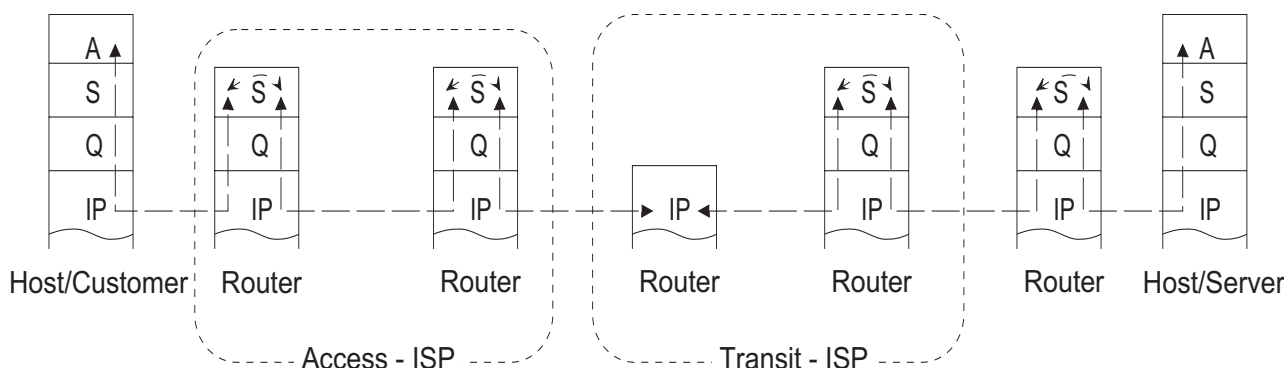 A A
S S S S S S
Q Q Q Q Q Q
IP IP IP IP IP IP IP
Host/Customer Router Router Router Router Router Host/Server
Access - ISP Transit - ISP